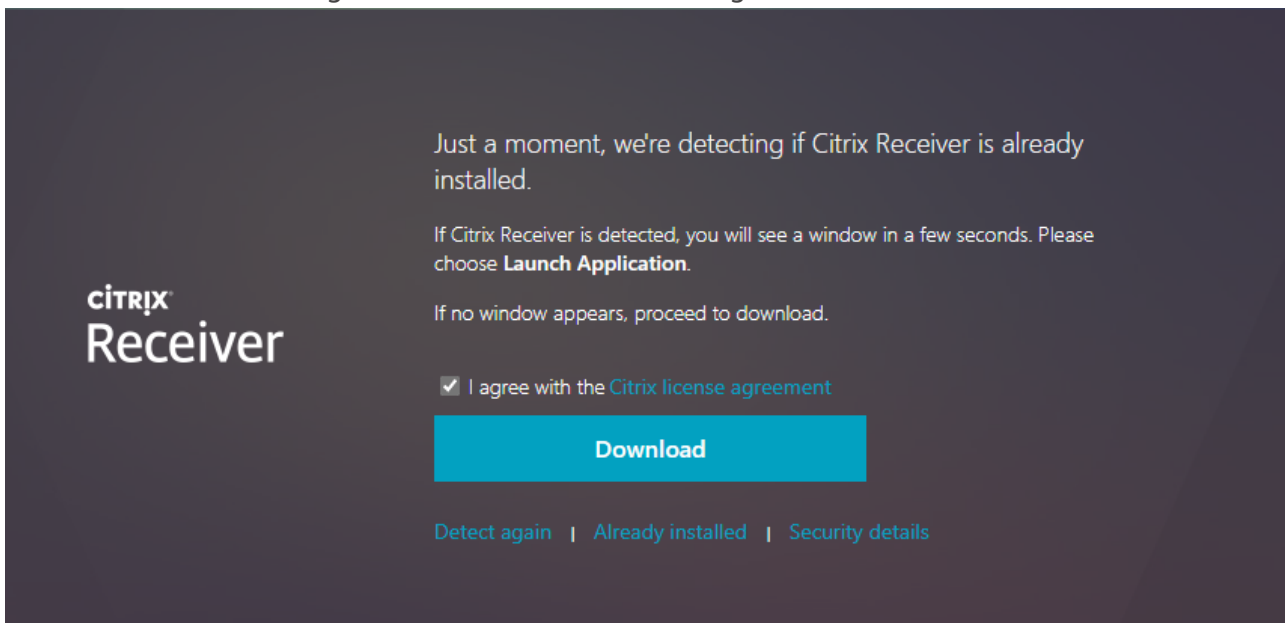 Just a moment, we're detecting if Citrix Receiver is already
installed.
If Citrix Receiver is detected, you will see a window in a few seconds. Please
choose Launch Application.
If no window appears, proceed to download.
CİTRIX
Receiver
I agree with the Citrix license agreement
Download
Detect again | Already installed | Security details